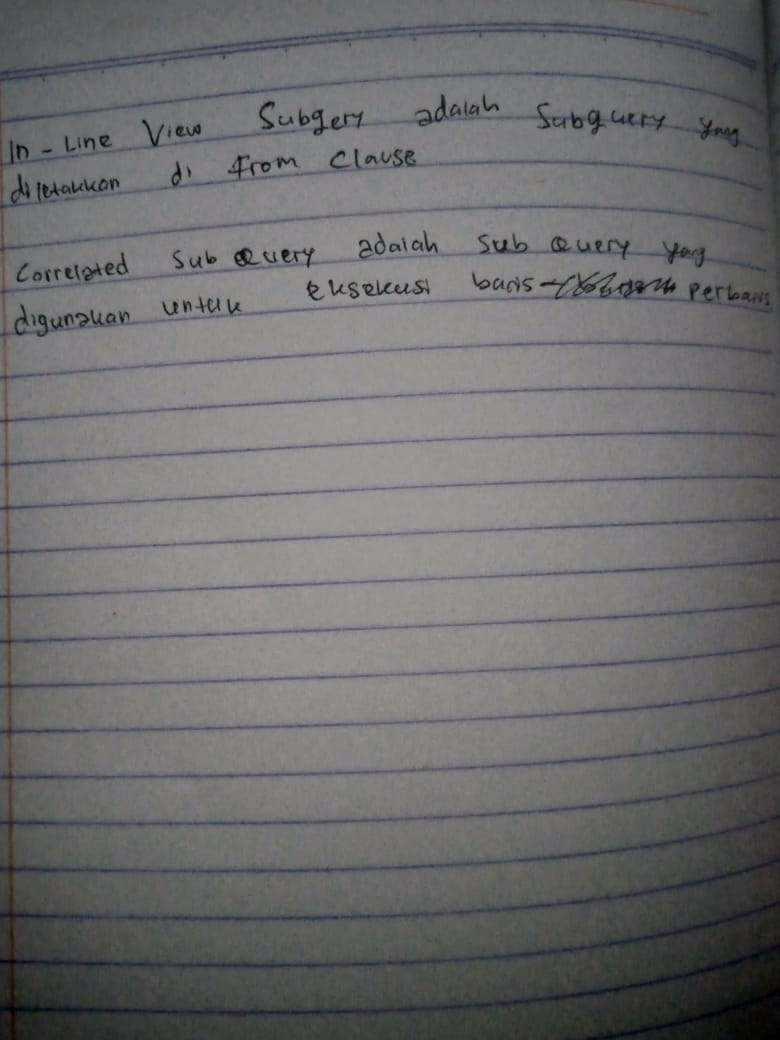 In-Line View Subqery adalah Subquery yang
diletakkan di from Clause
Correlated Sub Query adalah Sub Query yang
digunakan untuk eksekusi baris perbaris